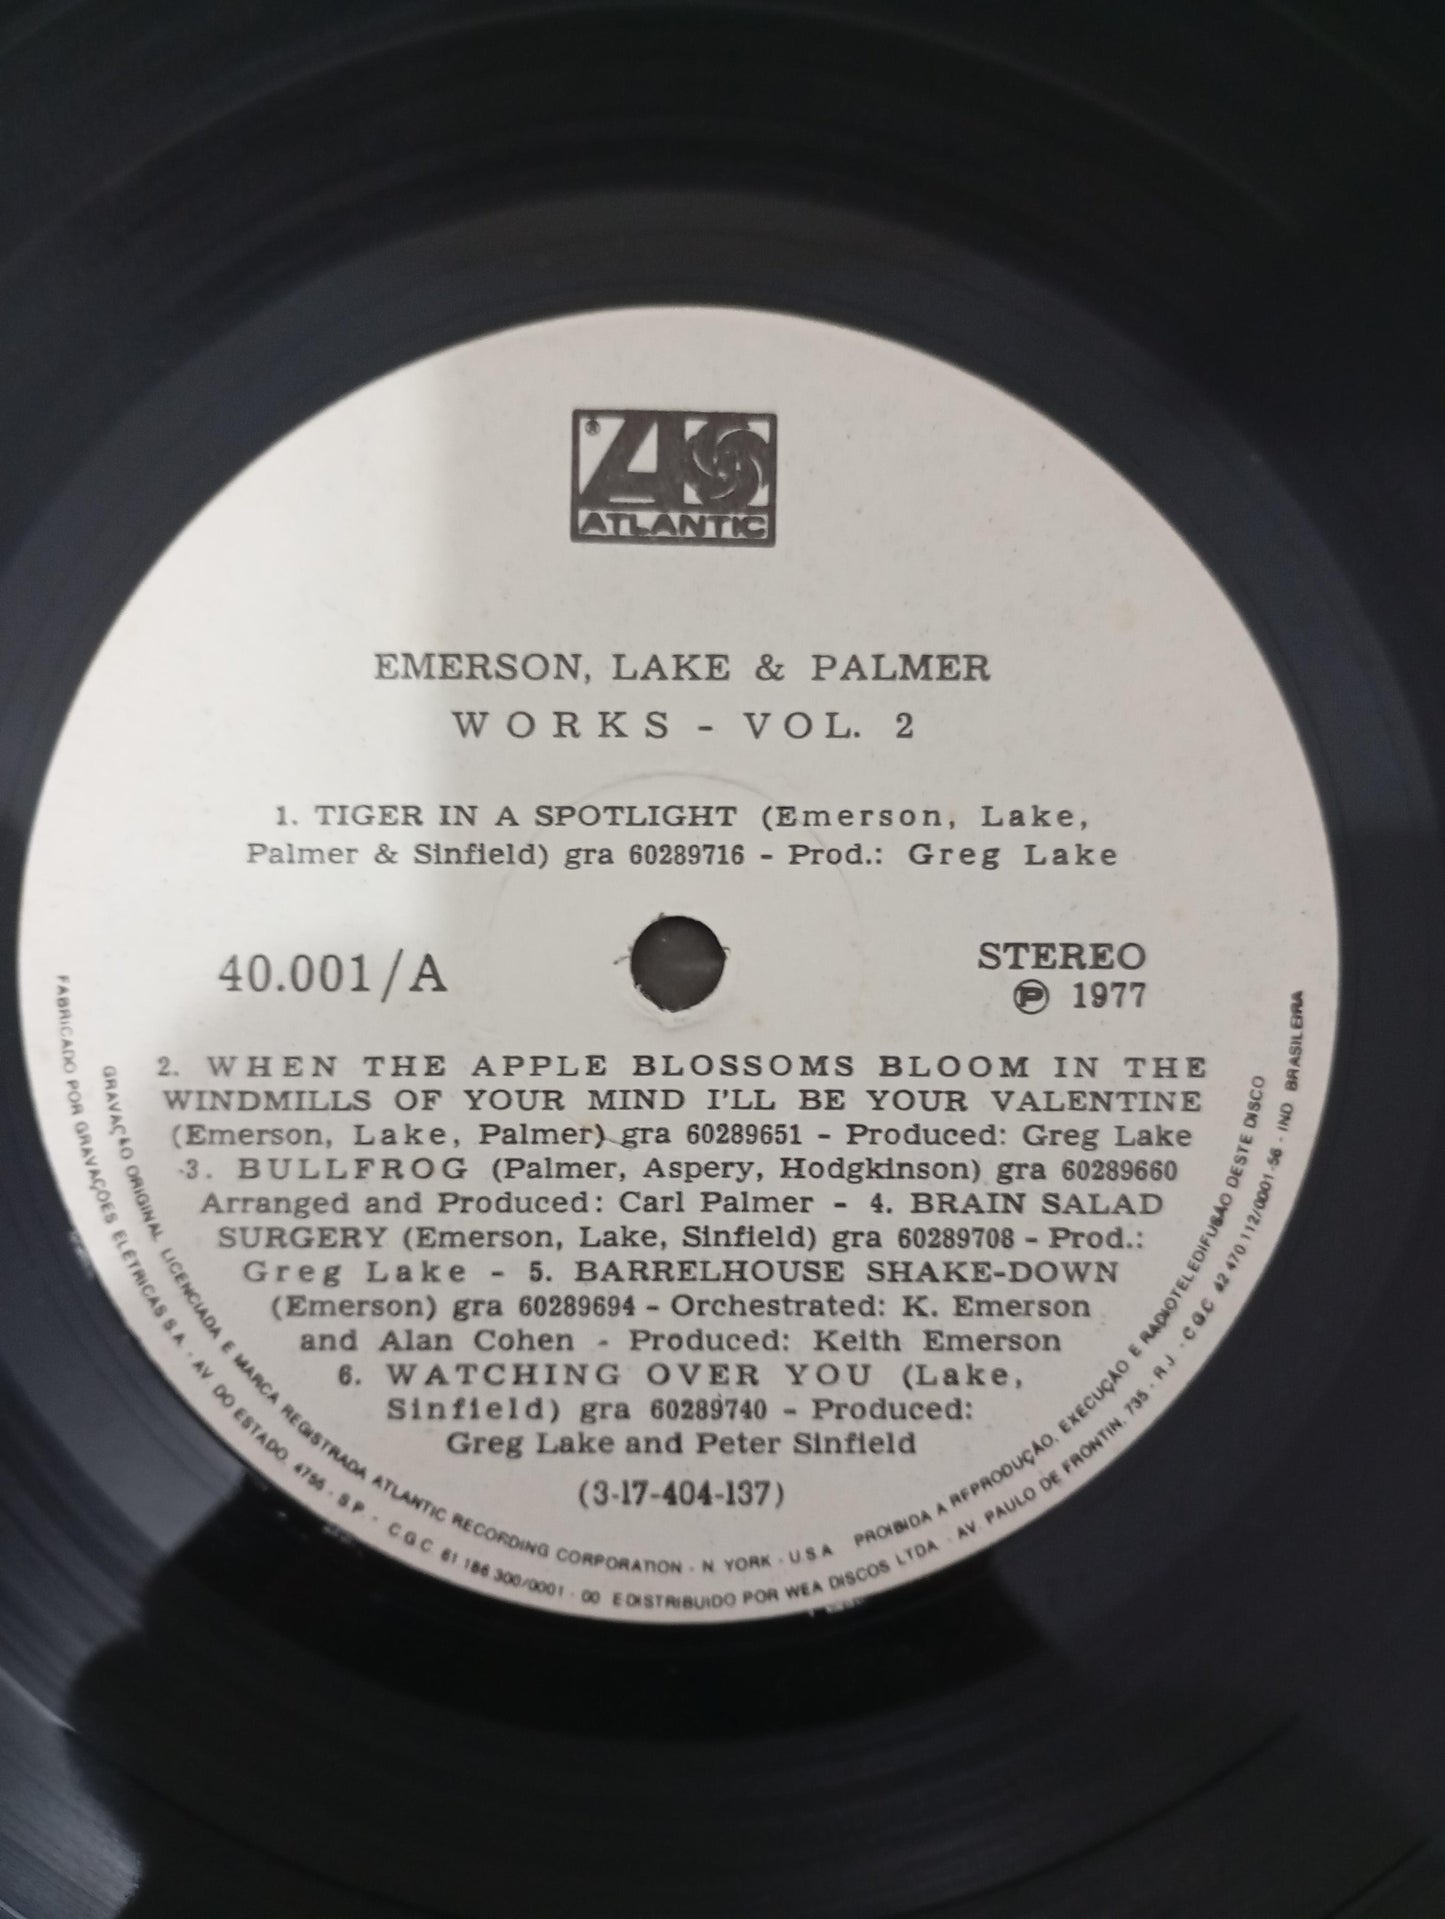 ®
ATLANTIC
EMERSON, LAKE & PALMER
WORKS - VOL. 2
1. TIGER IN A SPOTLIGHT (Emerson, Lake,
Palmer & Sinfield) gra 60289716 - Prod.: Greg Lake
40.001/A
STEREO
Ⓟ 1977
2. WHEN THE APPLE BLOSSOMS BLOOM IN THE
WINDMILLS OF YOUR MIND I'LL BE YOUR VALENTINE
(Emerson, Lake, Palmer) gra 60289651 - Produced: Greg Lake
3. BULLFROG (Palmer, Aspery, Hodgkinson) gra 60289660
Arranged and Produced: Carl Palmer - 4. BRAIN SALAD
SURGERY (Emerson, Lake, Sinfield) gra 60289708 - Prod.:
Greg Lake - 5. BARRELHOUSE SHAKE-DOWN
(Emerson) gra 60289694 - Orchestrated: K. Emerson
and Alan Cohen - Produced: Keith Emerson
6. WATCHING OVER YOU (Lake,
Sinfield) gra 60289740 - Produced:
Greg Lake and Peter Sinfield
(3-17-404-137)
GRAVAÇÃO ORIGINAL LICENCIADA E MARCA REGISTRADA ATLANTIC RECORDING CORPORATION - N YORK - U.S.A PROIBIDA A REPRODUÇÃO, EXECUÇÃO E RADIOTELEDIFUSÃO DESTE DISCO
FABRICADO POR GRAVAÇÕES ELÉTRICAS S.A. - AV DO ESTADO, 4756 - S P - C G C 61 186 300/0001 - 00 E DISTRIBUIDO POR WEA DISCOS LTDA - AV. PAULO DE FRONTIN, 735 - R J - C G C 42 470 112/0001-56 - IND BRASILEIRA